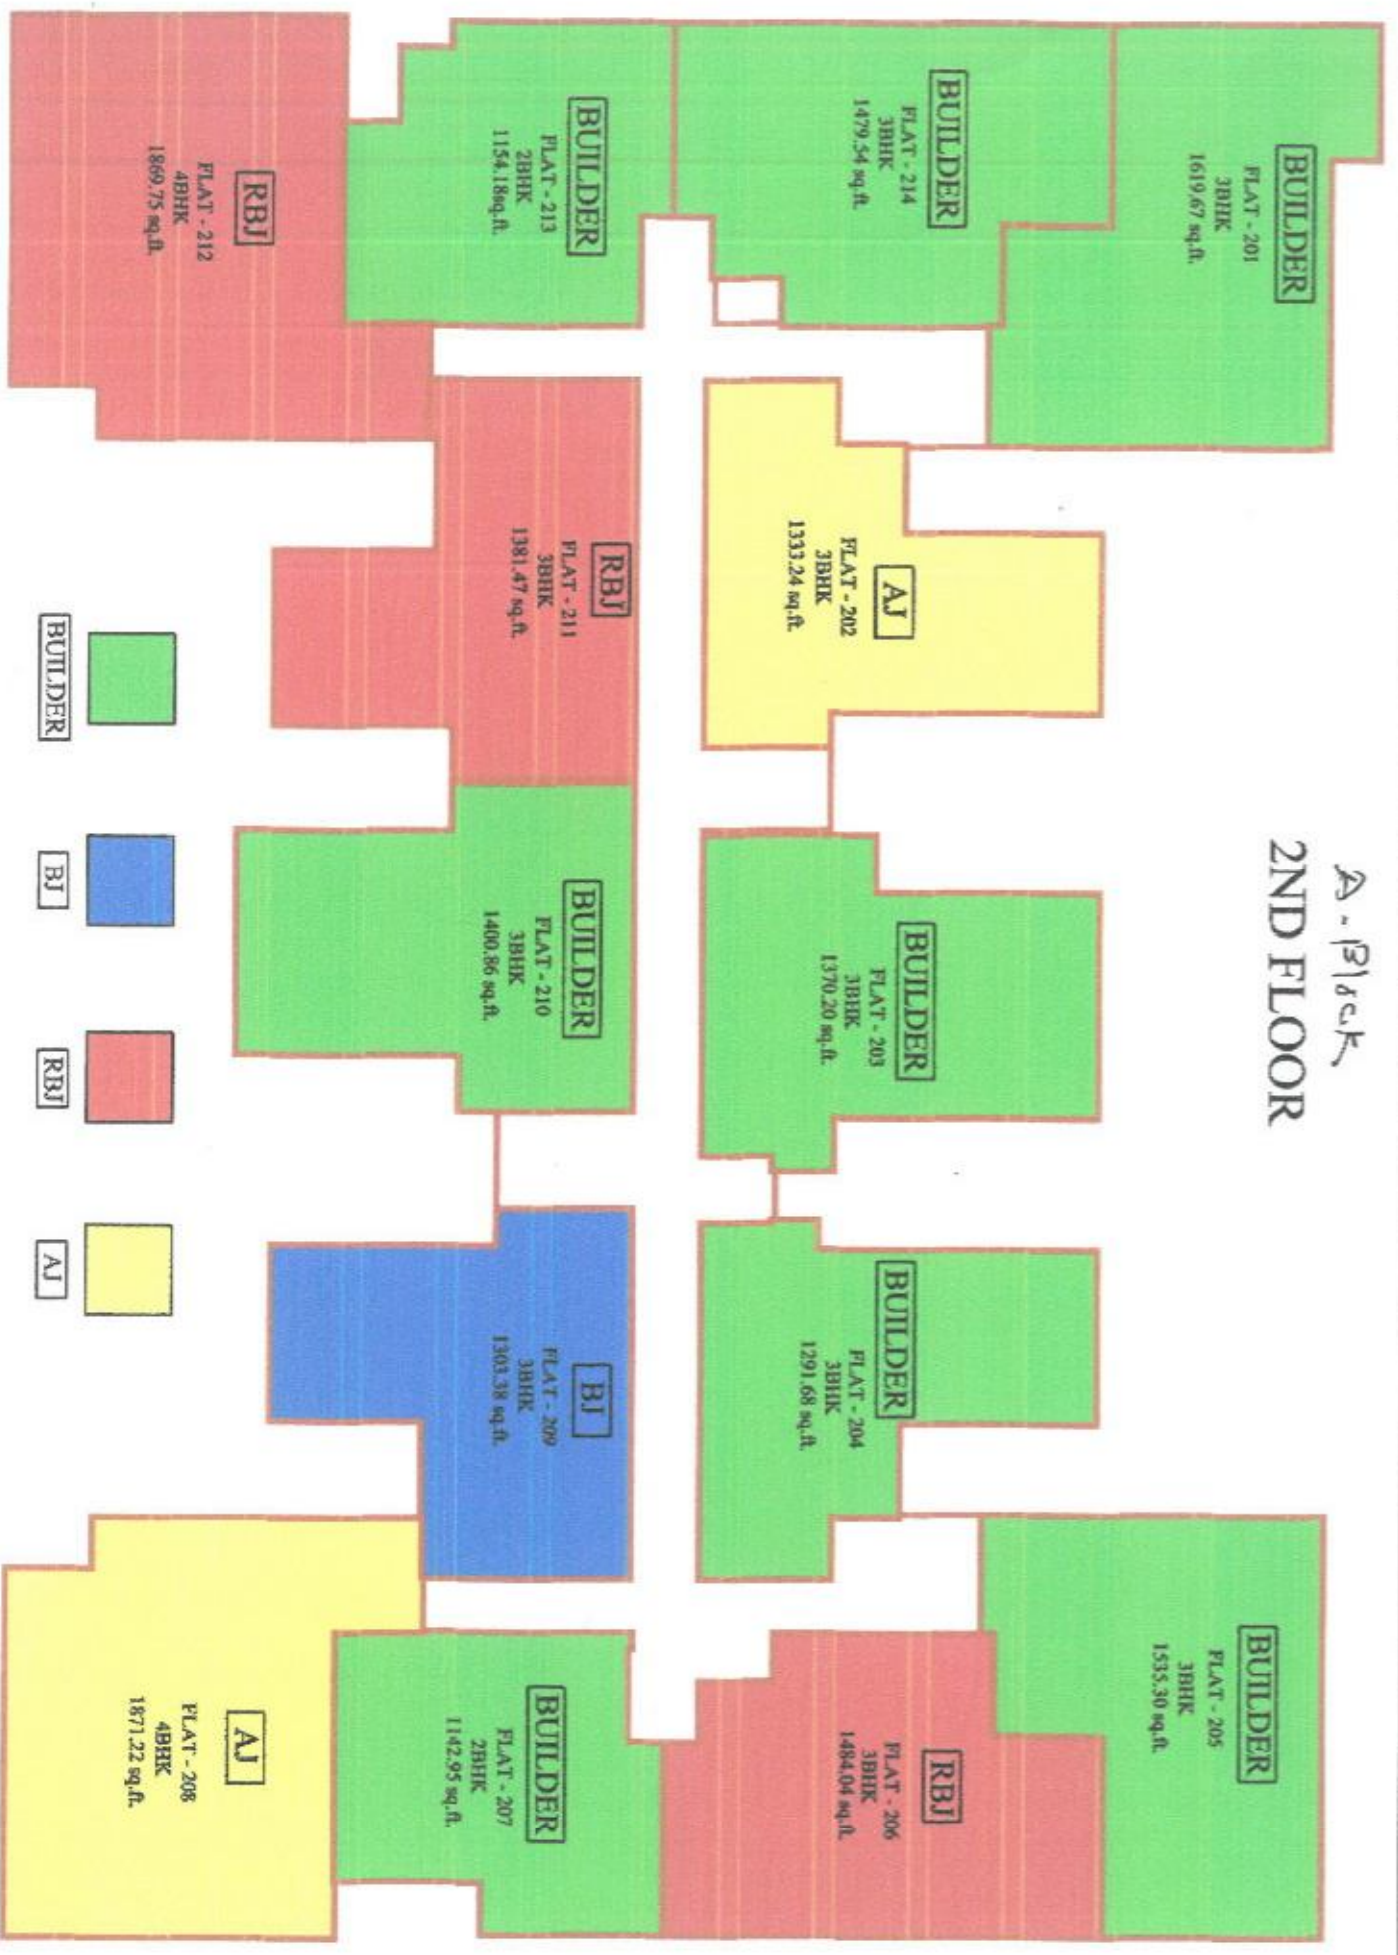 A - Block
2ND FLOOR
BUILDER
FLAT - 201
3BHK
1619.67 sq.ft.
BUILDER
FLAT - 205
3BHK
1535.30 sq.ft.
BUILDER
FLAT - 214
3BHK
1479.54 sq.ft.
AJ
FLAT - 202
3BHK
1333.24 sq.ft.
BUILDER
FLAT - 203
3BHK
1370.20 sq.ft.
BUILDER
FLAT - 204
3BHK
1291.68 sq.ft.
RBJ
FLAT - 206
3BHK
1484.04 sq.ft.
BUILDER
FLAT - 213
2BHK
1154.18sq.ft.
RBJ
FLAT - 211
3BHK
1381.47 sq.ft.
BUILDER
FLAT - 210
3BHK
1400.86 sq.ft.
BJ
FLAT - 209
3BHK
1303.38 sq.ft.
BUILDER
FLAT - 207
2BHK
1142.95 sq.ft.
RBJ
FLAT - 212
4BHK
1869.75 sq.ft.
AJ
FLAT - 208
4BHK
1871.22 sq.ft.
BUILDER
BJ
RBJ
AJ